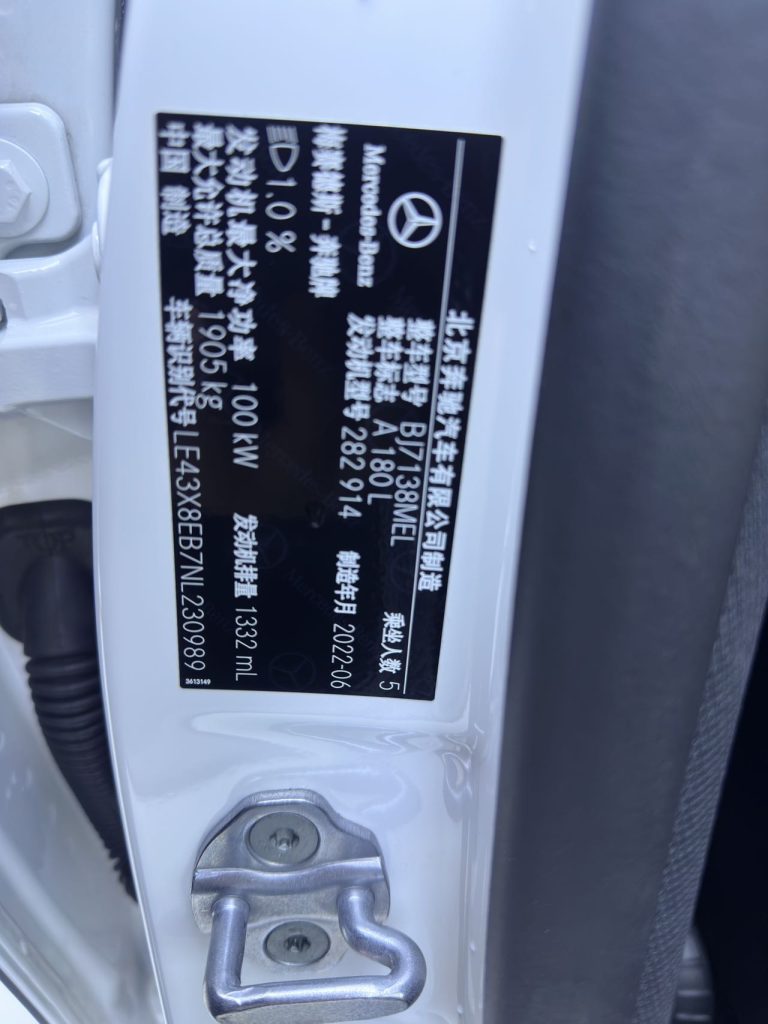 北京奔驰汽车有限公司制造
Mercedes-Benz
梅赛德斯-奔驰牌
整车型号 BJ7138MEL
乘坐人数 5
整车标志 A 180 L
发动机型号 282 914
制造年月 2022-06
1,0 %
发动机最大净功率 100 kW
发动机排量 1332 mL
最大允许总质量 1905 kg
中国 制造
车辆识别代号 LE43X8EB7NL230989
3613149